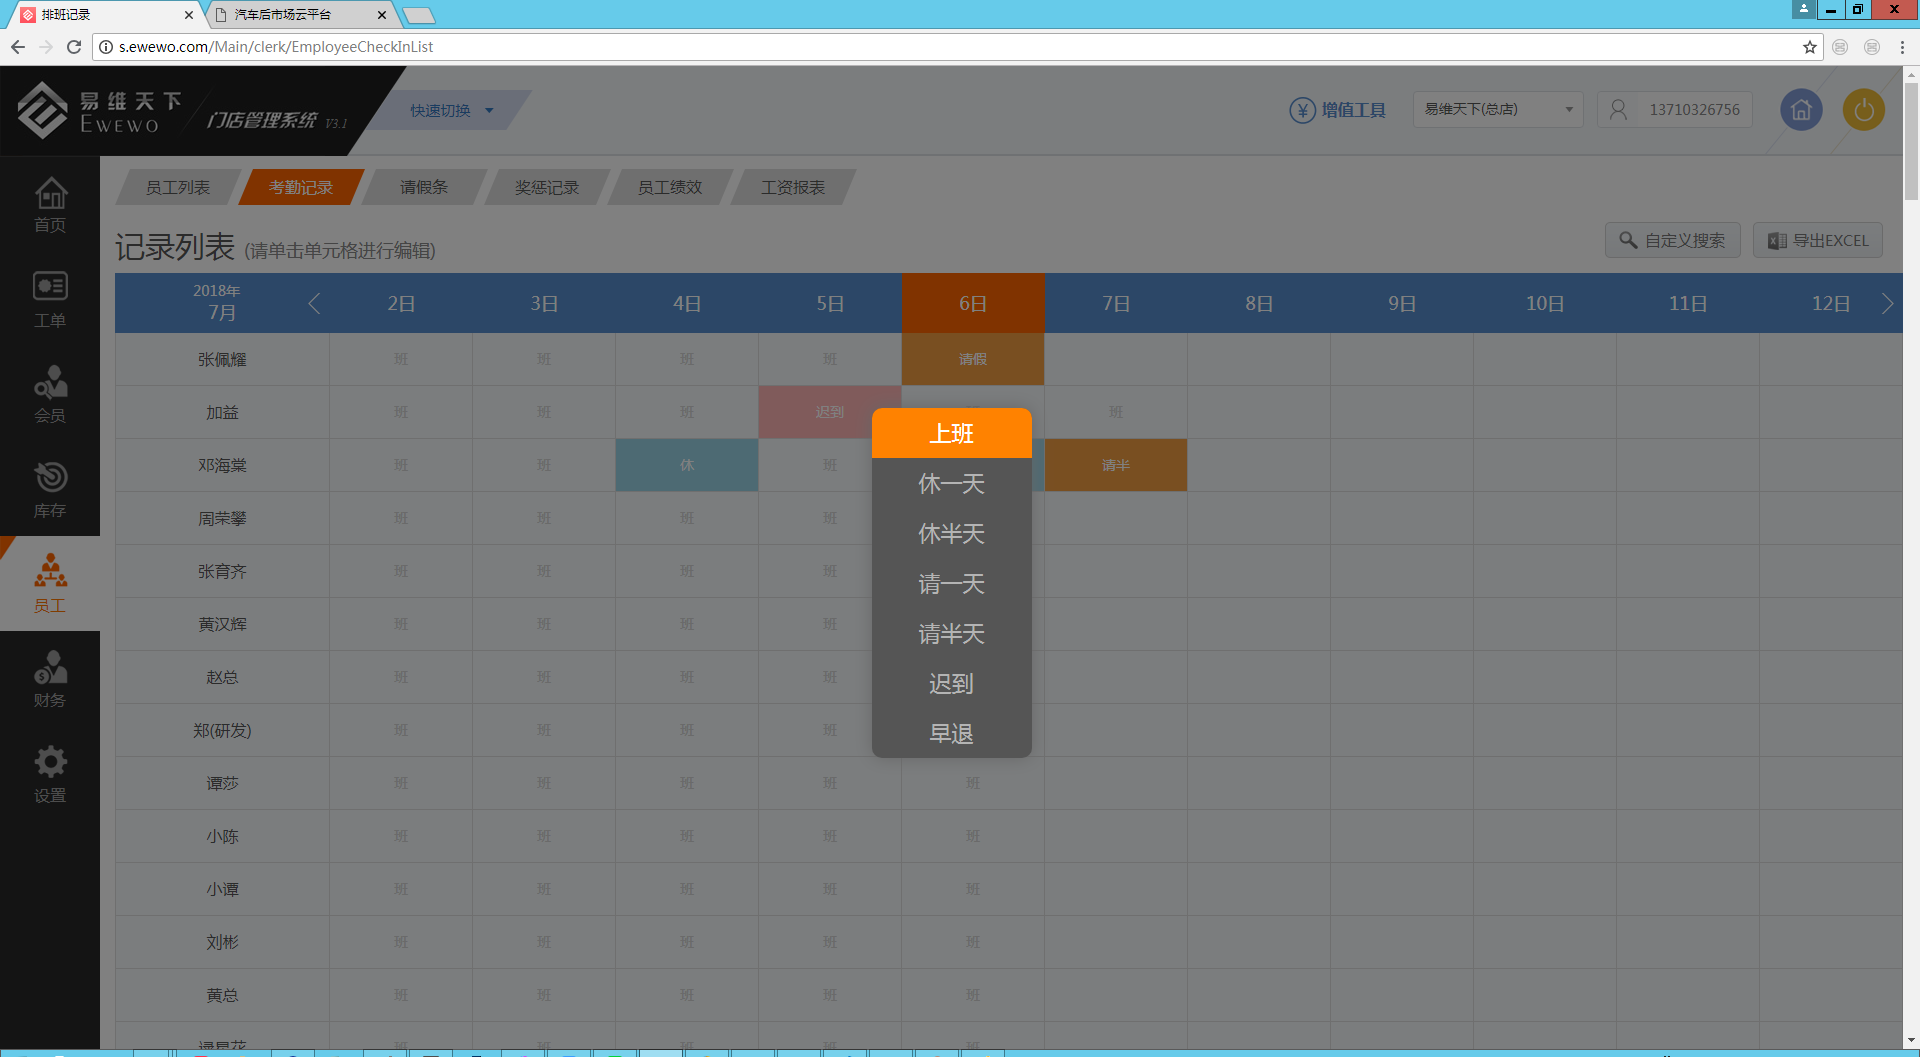 排班记录
汽车后市场云平台
s.ewewo.com/Main/clerk/EmployeeCheckInList
易维天下
EWEWO
门店管理系统 V3.1
快速切换
增值工具
易维天下(总店)
13710326756
员工列表 考勤记录 请假条 奖惩记录 员工绩效 工资报表
首页
工单
会员
库存
员工
财务
设置
记录列表 (请单击单元格进行编辑)
自定义搜索
导出EXCEL
2018年
7月
2日 3日 4日 5日 6日 7日 8日 9日 10日 11日 12日
张佩耀 班 班 班 班 请假
加益 班 班 班 迟到 班
邓海棠 班 班 休 班 请半
周荣攀 班 班 班 班
张育齐 班 班 班 班
黄汉辉 班 班 班 班
赵总 班 班 班 班
郑(研发) 班 班 班 班
谭莎 班 班 班 班 班
小陈 班 班 班 班 班
小谭 班 班 班 班 班
刘彬 班 班 班 班 班
黄总 班 班 班 班 班
上班
休一天
休半天
请一天
请半天
迟到
早退